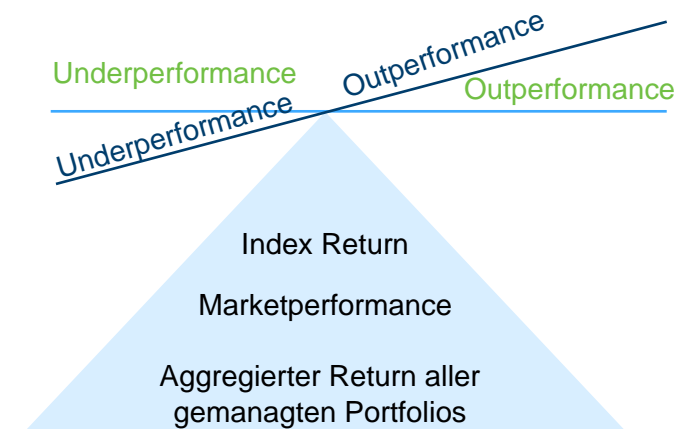 Outperformance
Underperformance
Outperformance
Underperformance
Index Return
Marketperformance
Aggregierter Return aller
gemanagten Portfolios